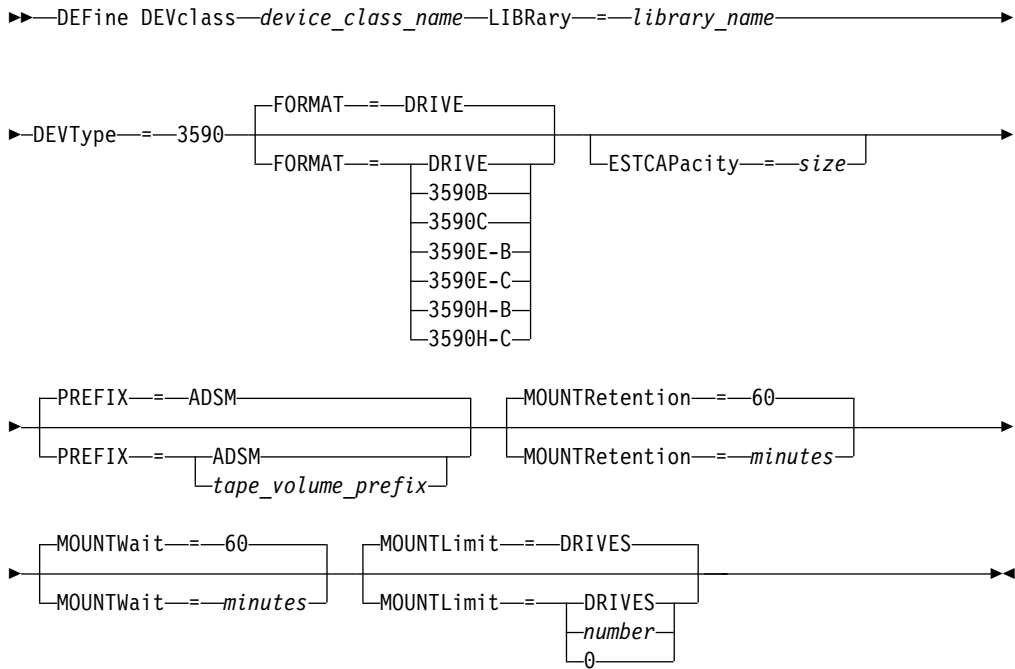 DEFine DEVclass device_class_name LIBRary = library_name
FORMAT = DRIVE
DEVType = 3590
FORMAT = DRIVE
ESTCAPacity = size
3590B
3590C
3590E-B
3590E-C
3590H-B
3590H-C
PREFIX = ADSM
MOUNTRetention = 60
PREFIX = ADSM
MOUNTRetention = minutes
tape_volume_prefix
MOUNTWait = 60
MOUNTLimit = DRIVES
MOUNTWait = minutes
MOUNTLimit = DRIVES
number
0